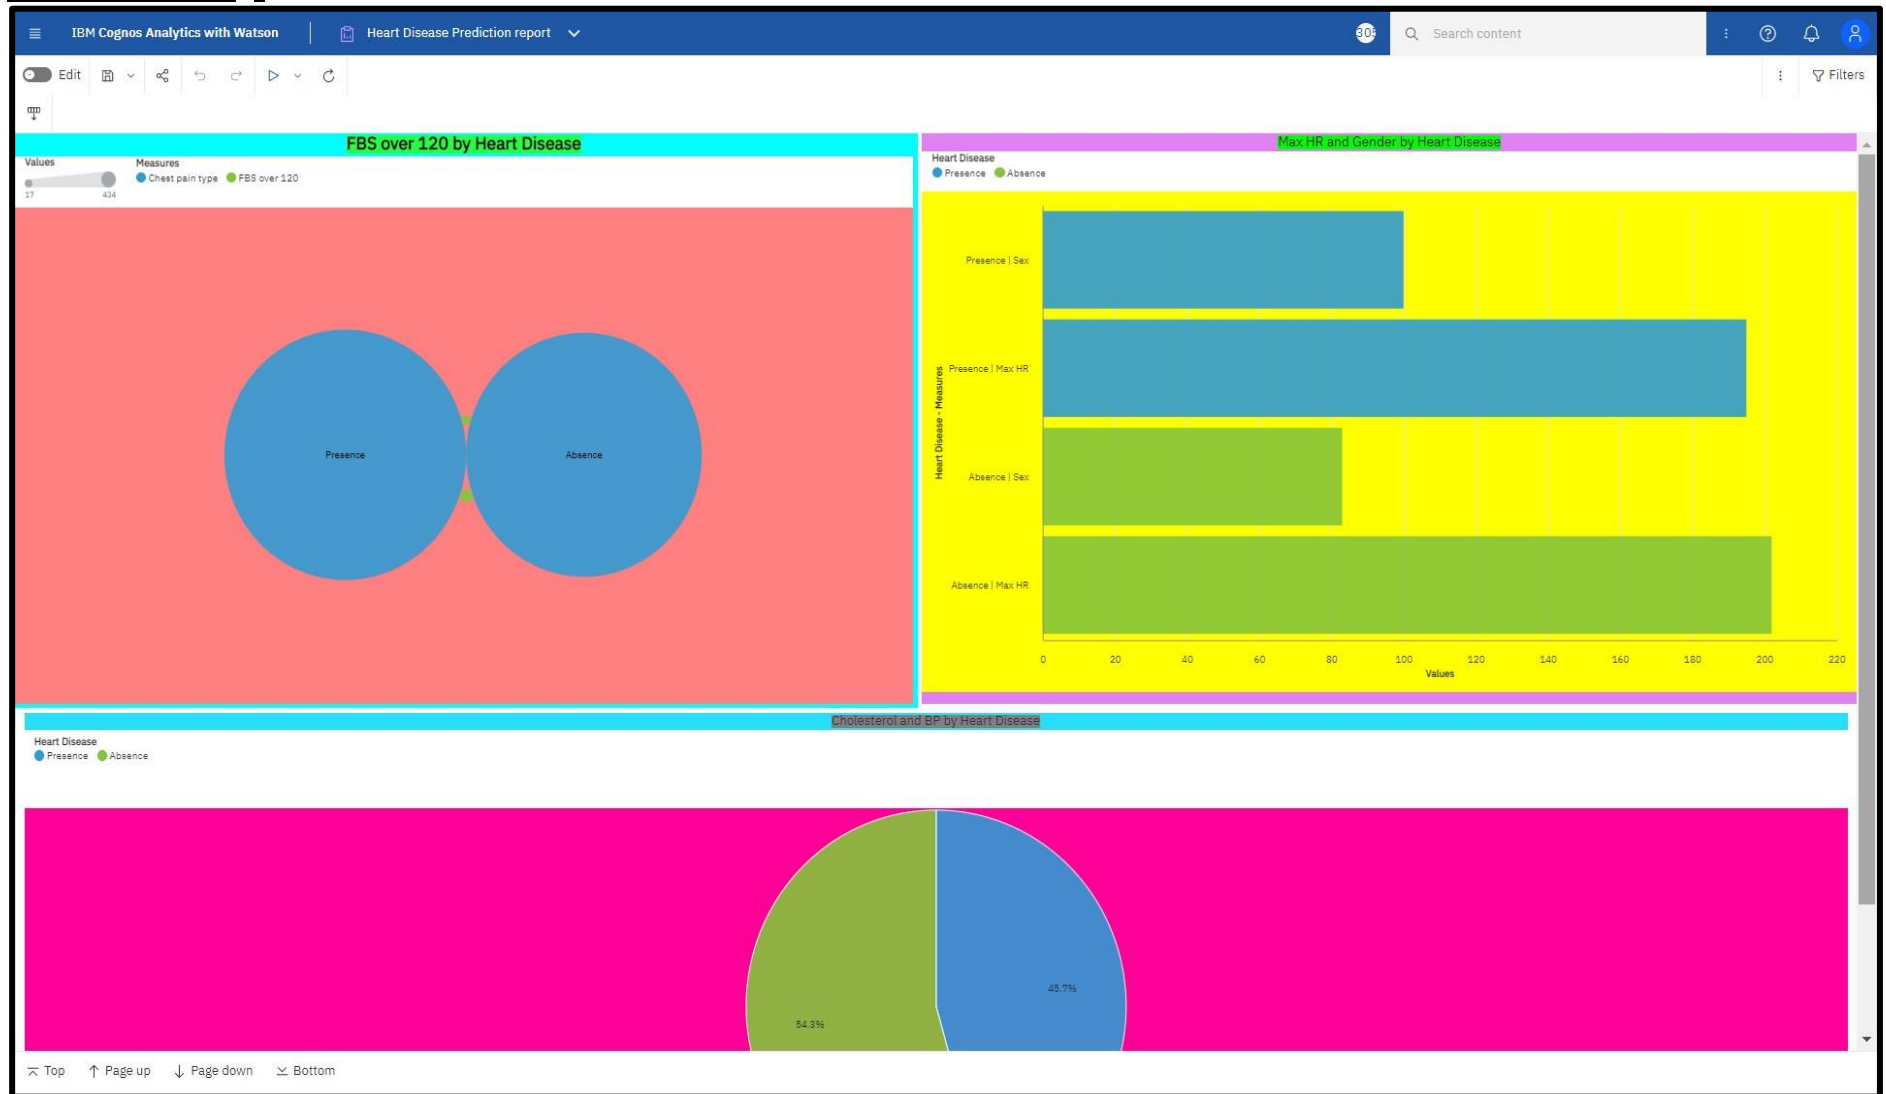 IBM Cognos Analytics with Watson
Heart Disease Prediction report
Search content
Edit
Filters
FBS over 120 by Heart Disease
Values
17
434
Measures
Chest pain type
FBS over 120
Presence
Absence
Max HR and Gender by Heart Disease
Heart Disease
Presence
Absence
Heart Disease - Measures
Presence | Sex
Presence | Max HR
Absence | Sex
Absence | Max HR
0 20 40 60 80 100 120 140 160 180 200 220
Values
Cholesterol and BP by Heart Disease
Heart Disease
Presence
Absence
45.7%
54.3%
Top
Page up
Page down
Bottom